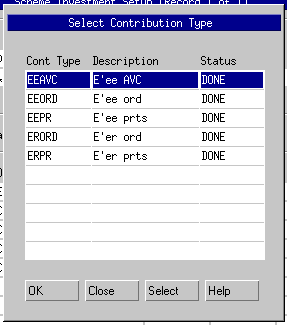 Scheme Investment Setup (Record 1 of 1)
Select Contribution Type
Cont Type Description Status
EEAVC E'ee AVC DONE
EEORD E'ee ord DONE
EEPR E'ee prts DONE
ERORD E'er ord DONE
ERPR E'er prts DONE
OK Close Select Help